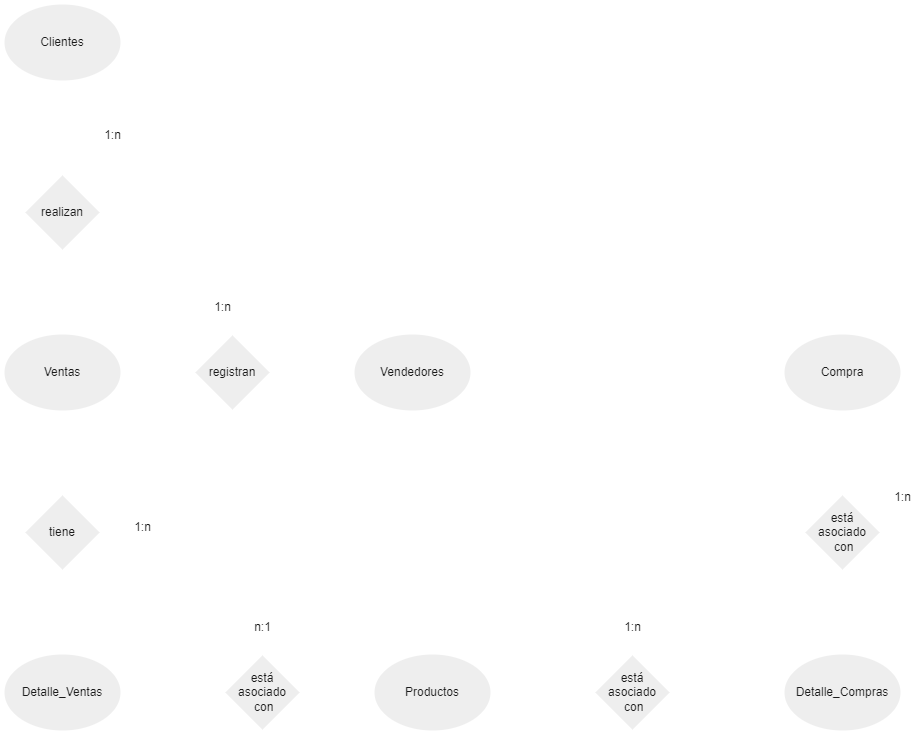 Clientes
1:n
realizan
1:n
Ventas
registran
Vendedores
Compra
1:n
tiene
1:n
está
asociado
con
n:1
1:n
Detalle_Ventas
está
asociado
con
Productos
está
asociado
con
Detalle_Compras